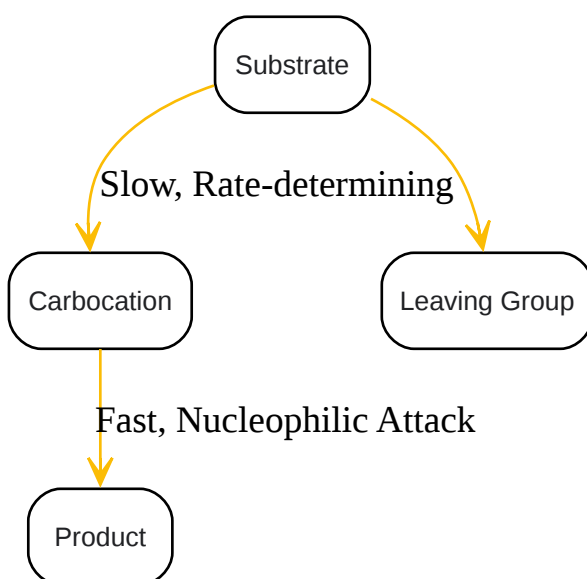 Substrate
Slow, Rate-determining
Carbocation
Leaving Group
Fast, Nucleophilic Attack
Product